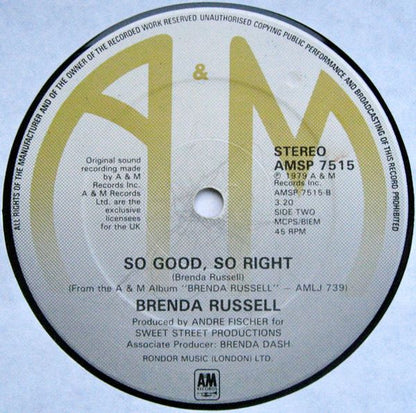 ALL RIGHTS OF THE MANUFACTURER AND OF THE OWNER OF THE RECORDED WORK RESERVED. UNAUTHORISED COPYING PUBLIC PERFORMANCE AND BROADCASTING OF THIS RECORD PROHIBITED
A & M
Original sound
recording made
by A & M
Records Inc.
A & M Records
Ltd. are the
exclusive
licensees
for the UK
STEREO
AMSP 7515
℗ 1979 A & M
Records Inc.
AMSP 7515-B
3.20
SIDE TWO
MCPS/BIEM
45 RPM
SO GOOD, SO RIGHT
(Brenda Russell)
(From the A & M Album "BRENDA RUSSELL" — AMLJ 739)
BRENDA RUSSELL
Produced by ANDRE FISCHER for
SWEET STREET PRODUCTIONS
Associate Producer: BRENDA DASH
RONDOR MUSIC (LONDON) LTD.
A&M
RECORDS